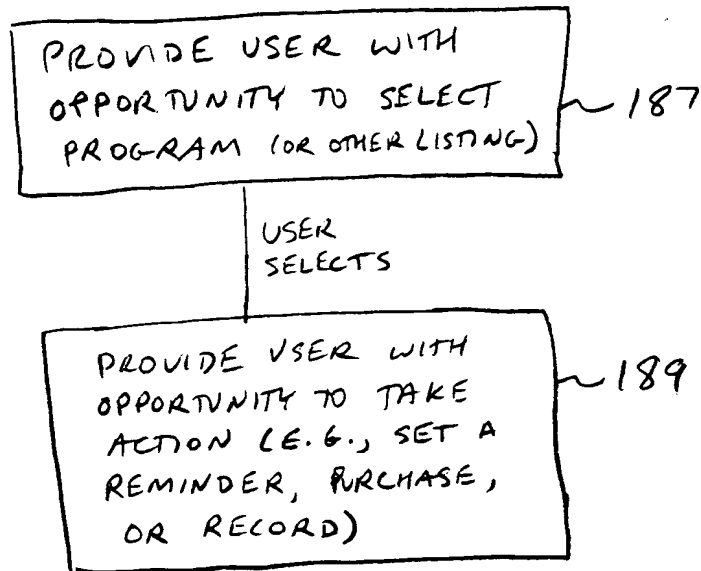 PROVIDE USER WITH
OPPORTUNITY TO SELECT
PROGRAM (OR OTHER LISTING)
187
USER
SELECTS
PROVIDE USER WITH
OPPORTUNITY TO TAKE
ACTION (E.G., SET A
REMINDER, PURCHASE,
OR RECORD)
189